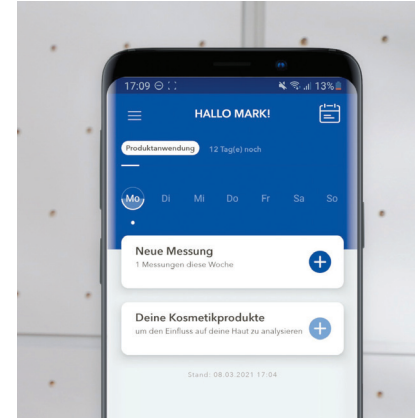 17:09 13%
HALLO MARK!
Produktanwendung 12 Tag(e) noch
Mo Di Mi Do Fr Sa So
Neue Messung
1 Messungen diese Woche
Deine Kosmetikprodukte
um den Einfluss auf deine Haut zu analysieren
Stand: 08.03.2021 17:04